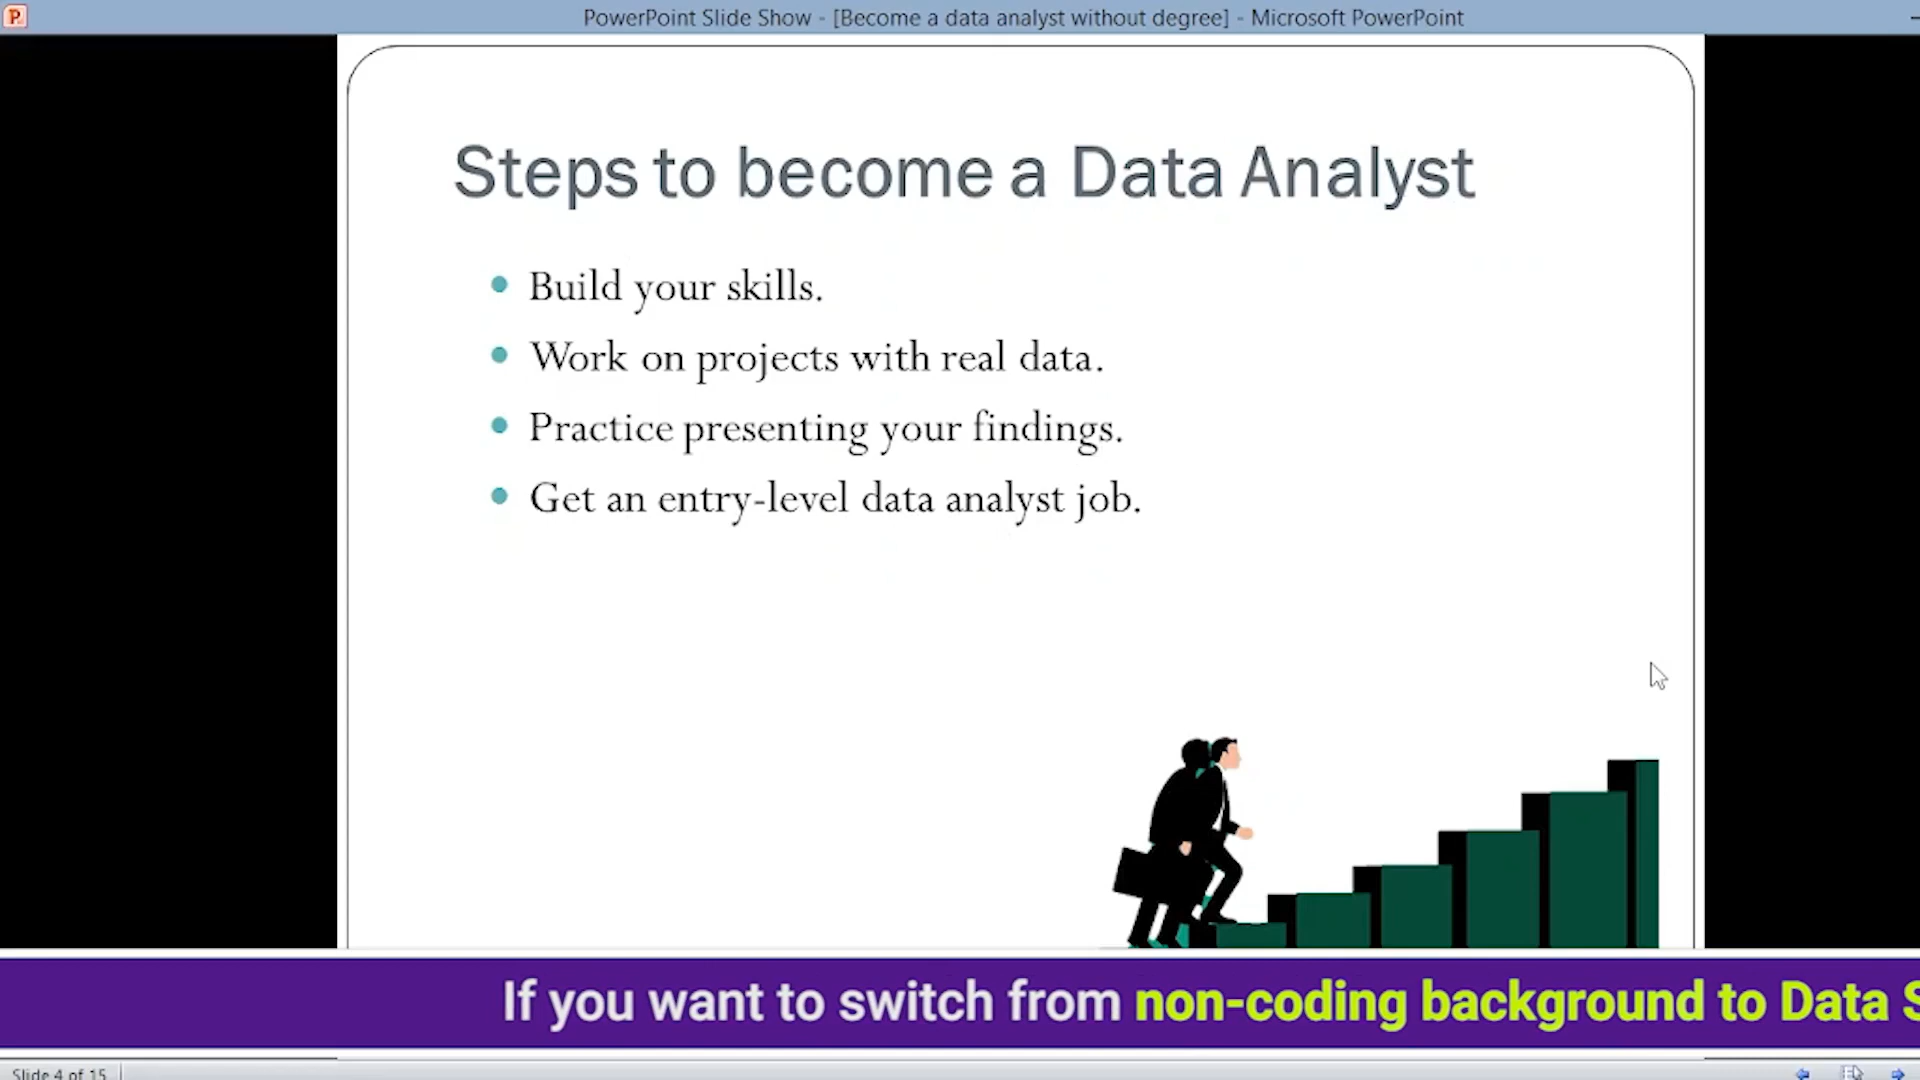 PowerPoint Slide Show - [Become a data analyst without degree] - Microsoft PowerPoint
Steps to become a Data Analyst
Build your skills.
Work on projects with real data.
Practice presenting your findings.
Get an entry-level data analyst job.
If you want to switch from non-coding background to Data S
Slide 4 of 15